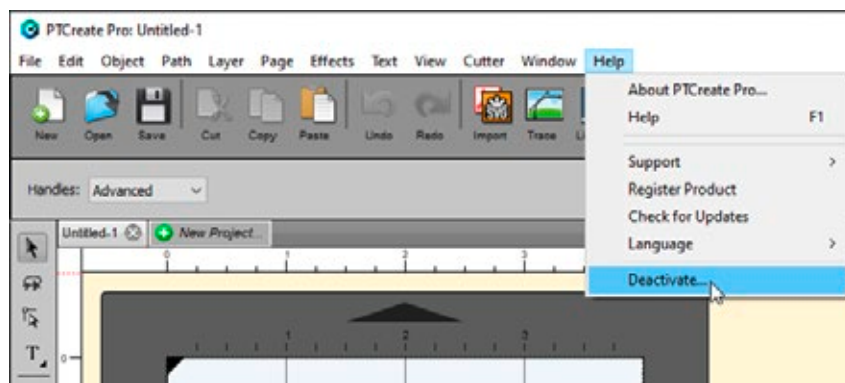 PTCreate Pro: Untitled-1
File Edit Object Path Layer Page Effects Text View Cutter Window Help
New Open Save Cut Copy Paste Undo Redo Import Trace
SVG
About PTCreate Pro...
Help F1
Support
Register Product
Check for Updates
Language
Deactivate...
Handles: Advanced
Untitled-1 New Project...
0 1 2 3
1 2 3
0
T